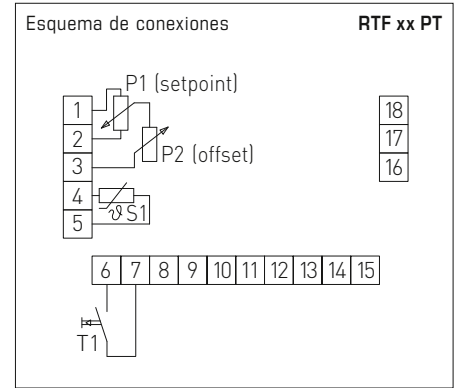 Esquema de conexiones RTF xx PT
P1 (setpoint)
1 18
2 17
P2 (offset)
3 16
4
ϑ S1
5
6 7 8 9 10 11 12 13 14 15
T1